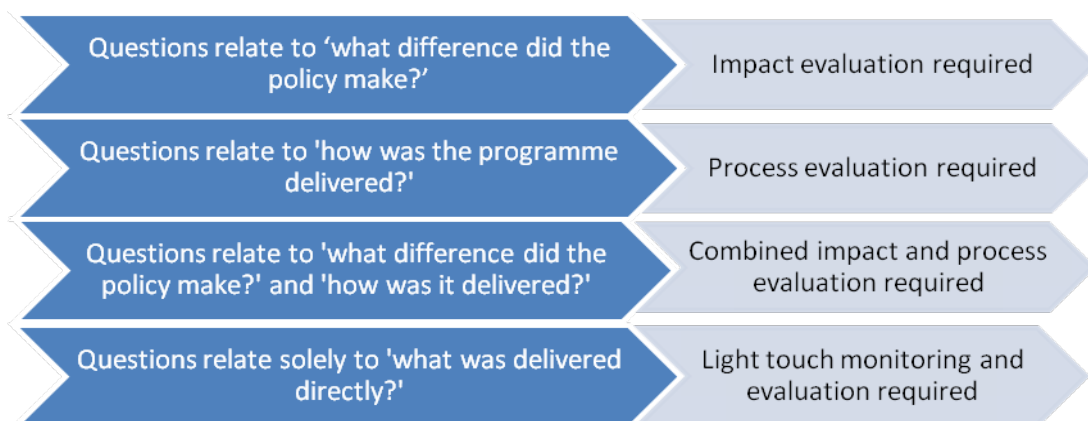 Questions relate to ‘what difference did the
policy make?’
Impact evaluation required
Questions relate to 'how was the programme
delivered?'
Process evaluation required
Questions relate to 'what difference did the
policy make?' and 'how was it delivered?'
Combined impact and process
evaluation required
Questions relate solely to 'what was delivered
directly?'
Light touch monitoring and
evaluation required